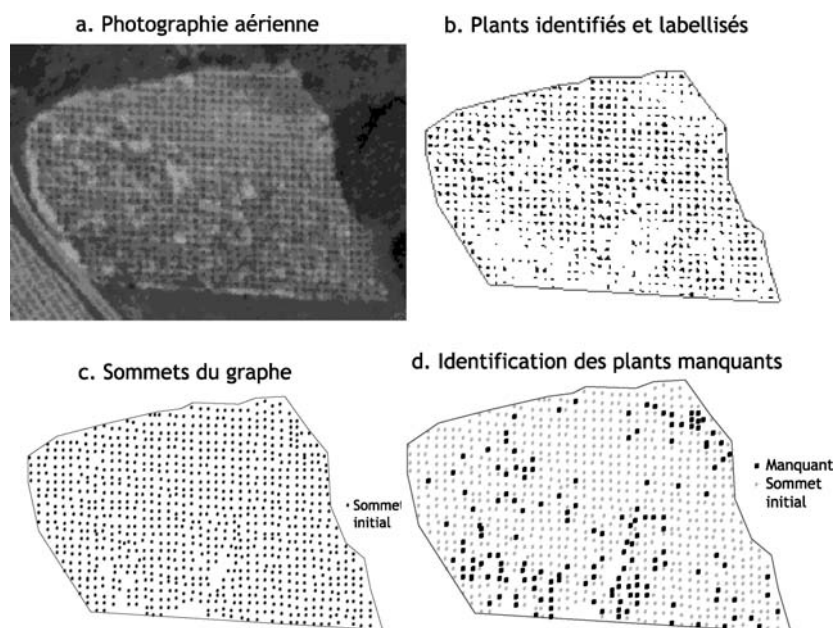 a. Photographie aérienne
b. Plants identifiés et labellisés
c. Sommets du graphe
Sommet
initial
d. Identification des plants manquants
Manquant
Sommet
initial